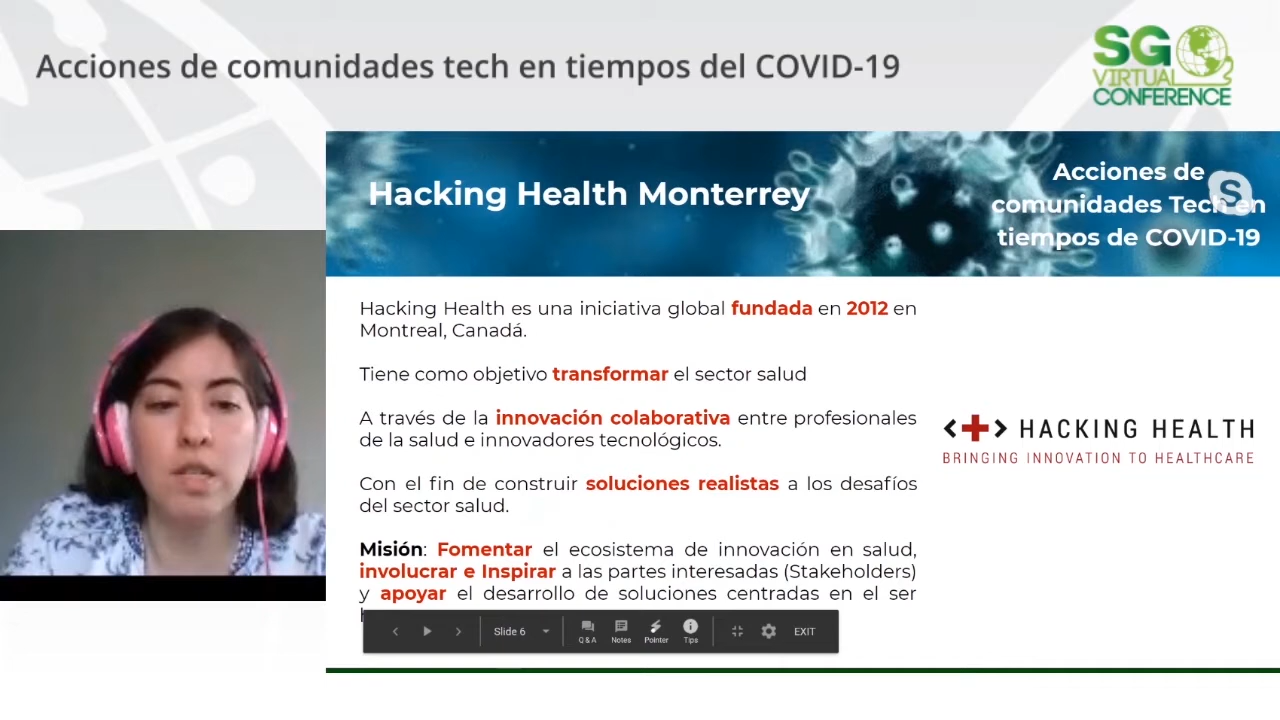 Acciones de comunidades tech en tiempos del COVID-19
SG
VIRTUAL
CONFERENCE
Hacking Health Monterrey
Acciones de
comunidades Tech en
tiempos de COVID-19
S
Hacking Health es una iniciativa global fundada en 2012 en
Montreal, Canadá.
Tiene como objetivo transformar el sector salud
A través de la innovación colaborativa entre profesionales
de la salud e innovadores tecnológicos.
Con el fin de construir soluciones realistas a los desafíos
del sector salud.
Misión: Fomentar el ecosistema de innovación en salud,
involucrar e Inspirar a las partes interesadas (Stakeholders)
y apoyar el desarrollo de soluciones centradas en el ser
HACKING HEALTH
BRINGING INNOVATION TO HEALTHCARE
Slide 6
Q & A
Notes
Pointer
Tips
EXIT